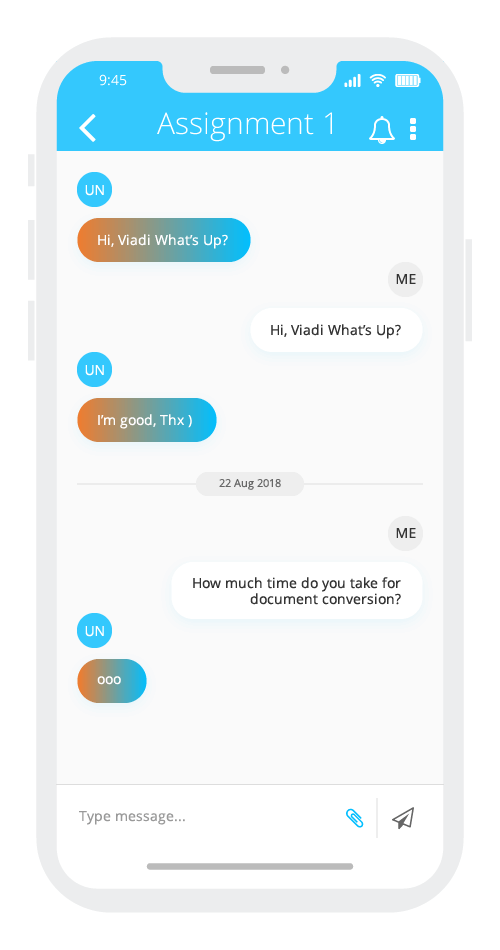 9:45
Assignment 1
UN
Hi, Viadi What's Up?
ME
Hi, Viadi What's Up?
UN
I'm good, Thx )
22 Aug 2018
ME
How much time do you take for
document conversion?
UN
ooo
Type message...